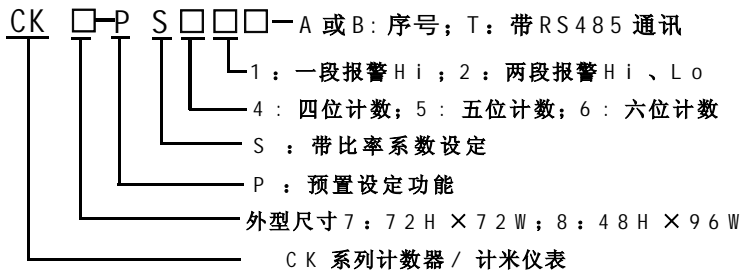 CK □-P S □ □ □-A 或 B: 序号; T: 带RS485 通讯
1: 一段报警Hi; 2: 两段报警Hi、Lo
4: 四位计数; 5: 五位计数; 6: 六位计数
S : 带比率系数设定
P: 预置设定功能
外型尺寸7: 72H×72W; 8: 48H×96W
CK 系列计数器/ 计米仪表